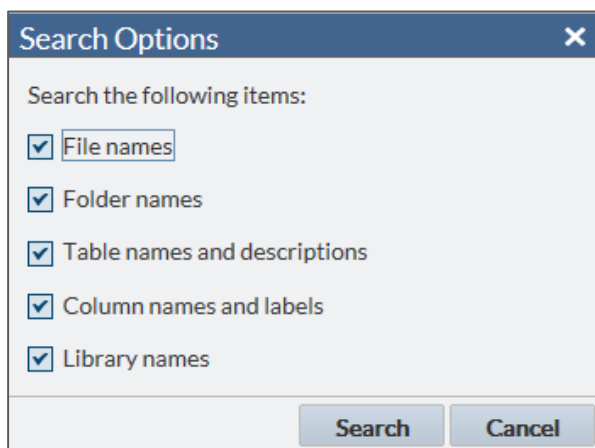 Search Options
Search the following items:
File names
Folder names
Table names and descriptions
Column names and labels
Library names
Search Cancel